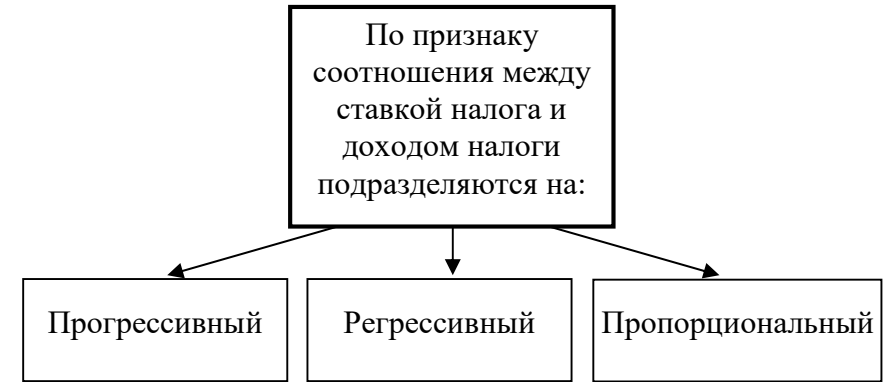 По признаку
соотношения между
ставкой налога и
доходом налоги
подразделяются на:
Прогрессивный
Регрессивный
Пропорциональный